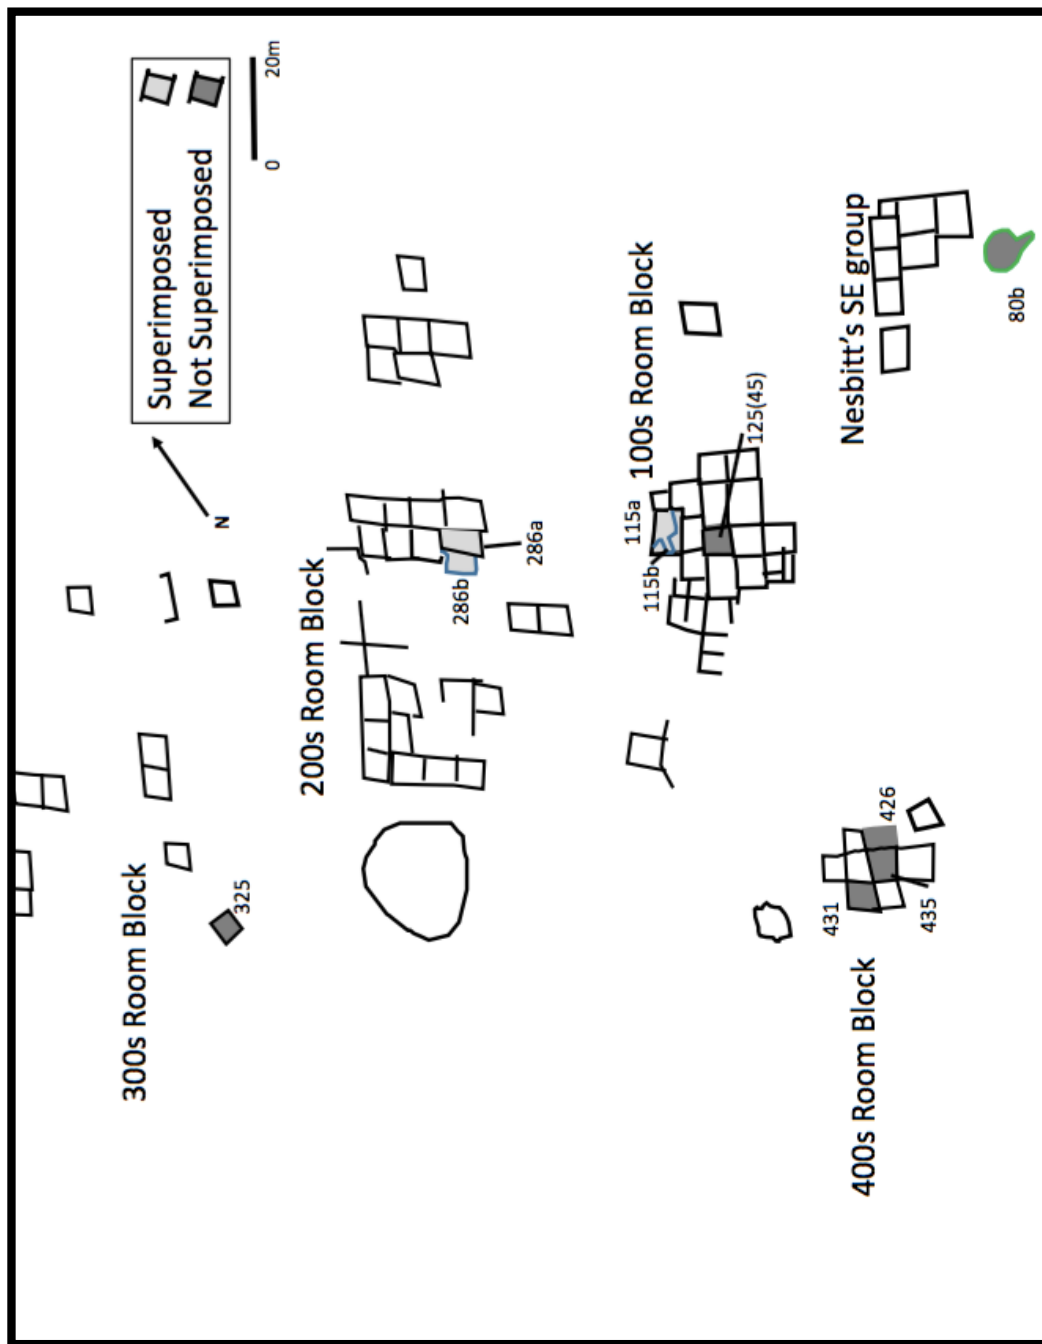 Superimposed
Not Superimposed
0
20m
N
300s Room Block
325
200s Room Block
286b
286a
100s Room Block
115a
115b
125(45)
Nesbitt's SE group
80b
400s Room Block
431
426
435